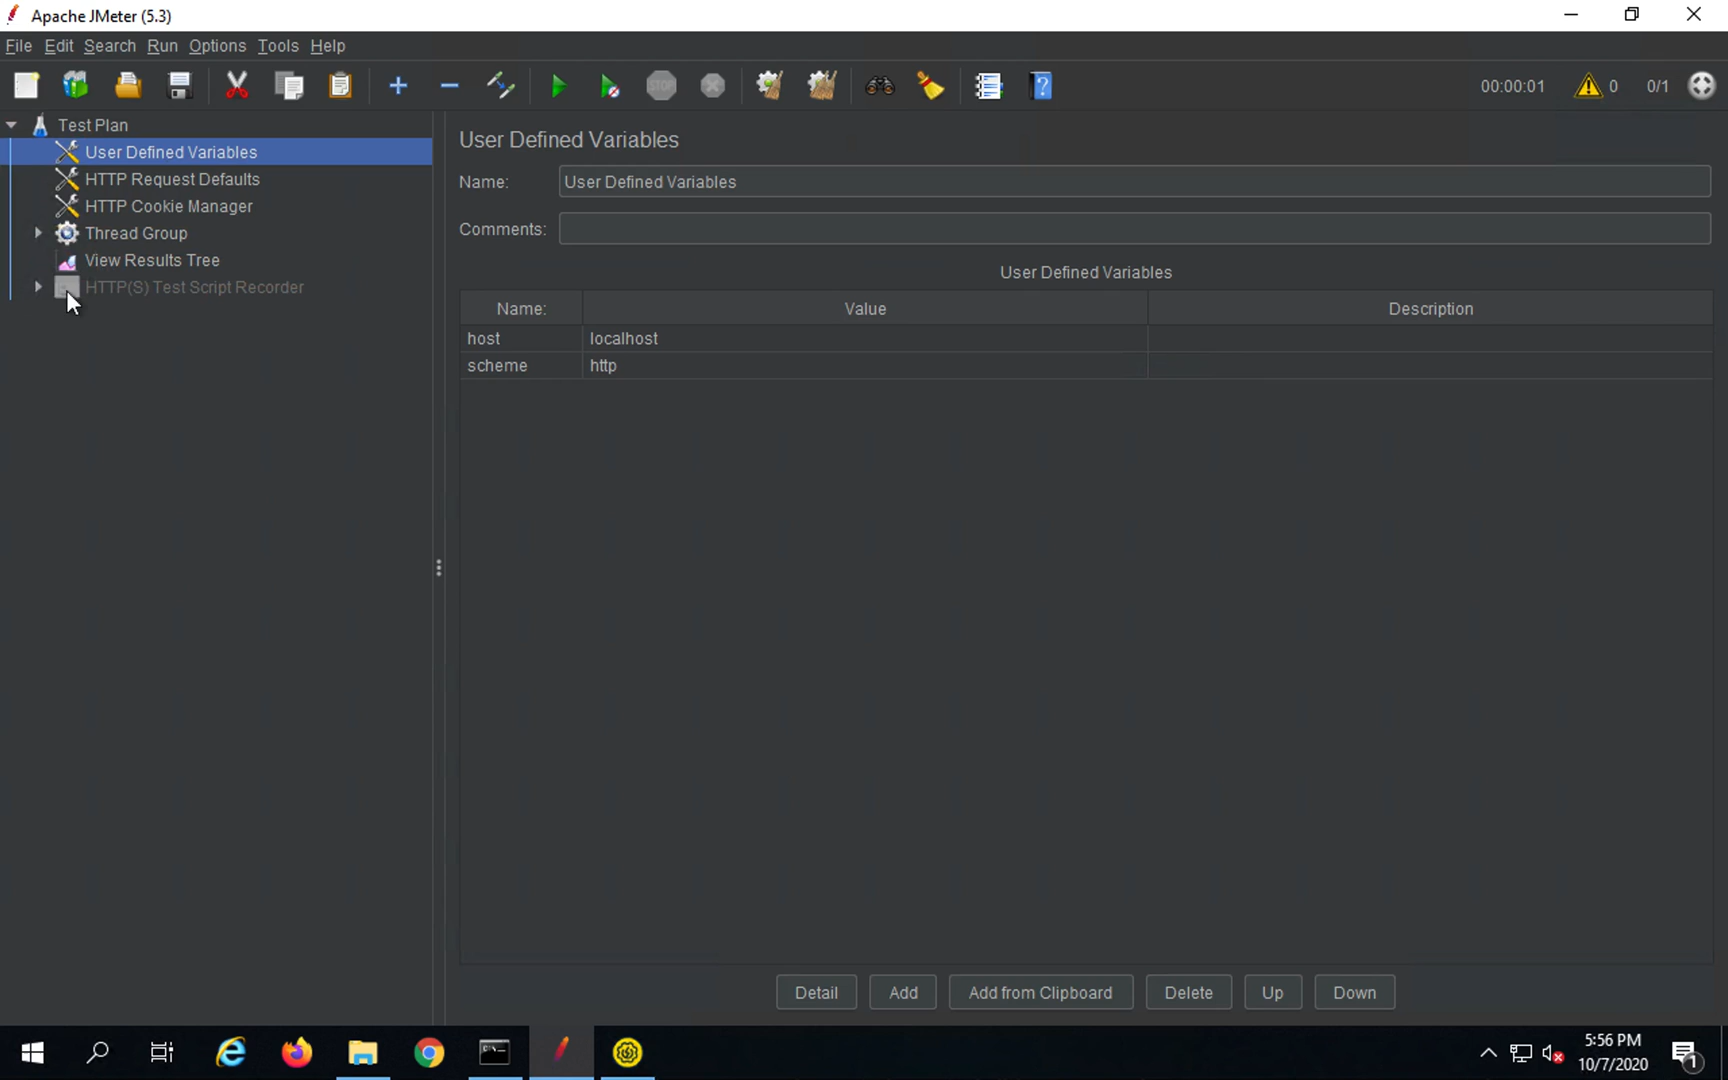 Apache JMeter (5.3)
File Edit Search Run Options Tools Help
STOP
?
00:00:01
0
0/1
Test Plan
User Defined Variables
HTTP Request Defaults
HTTP Cookie Manager
Thread Group
View Results Tree
HTTP(S) Test Script Recorder
User Defined Variables
Name: User Defined Variables
Comments:
User Defined Variables
Name: Value Description
host localhost
scheme http
Detail Add Add from Clipboard Delete Up Down
5:56 PM
10/7/2020
1